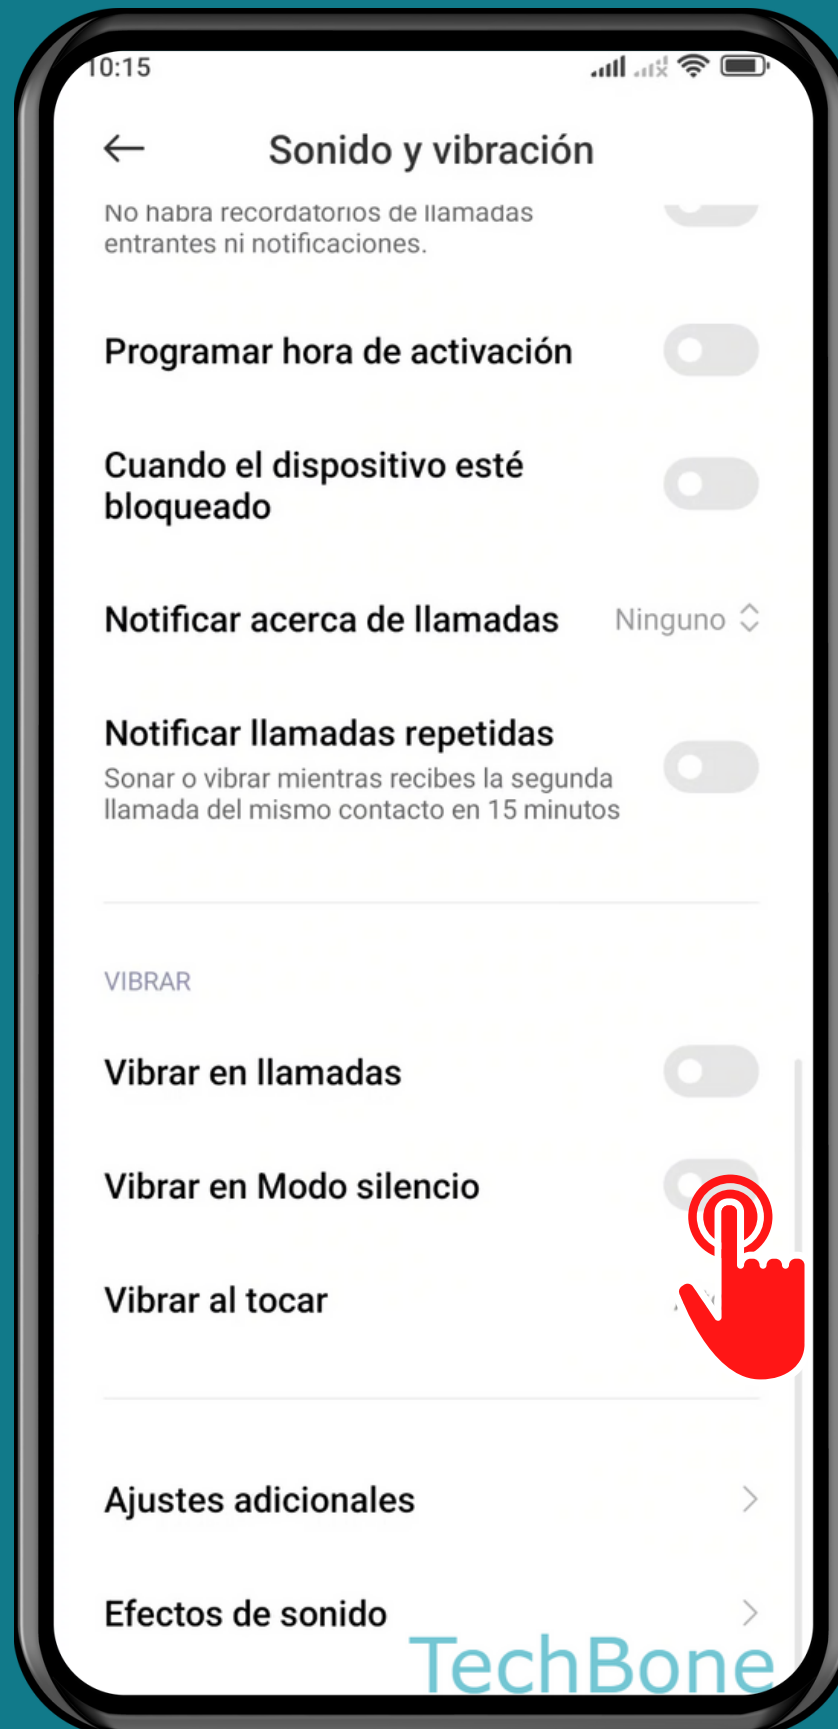 10:15
Sonido y vibración
No habrá recordatorios de llamadas
entrantes ni notificaciones.
Programar hora de activación
Cuando el dispositivo esté
bloqueado
Notificar acerca de llamadas Ninguno
Notificar llamadas repetidas
Sonar o vibrar mientras recibes la segunda
llamada del mismo contacto en 15 minutos
VIBRAR
Vibrar en llamadas
Vibrar en Modo silencio
Vibrar al tocar
Ajustes adicionales
Efectos de sonido
TechBone